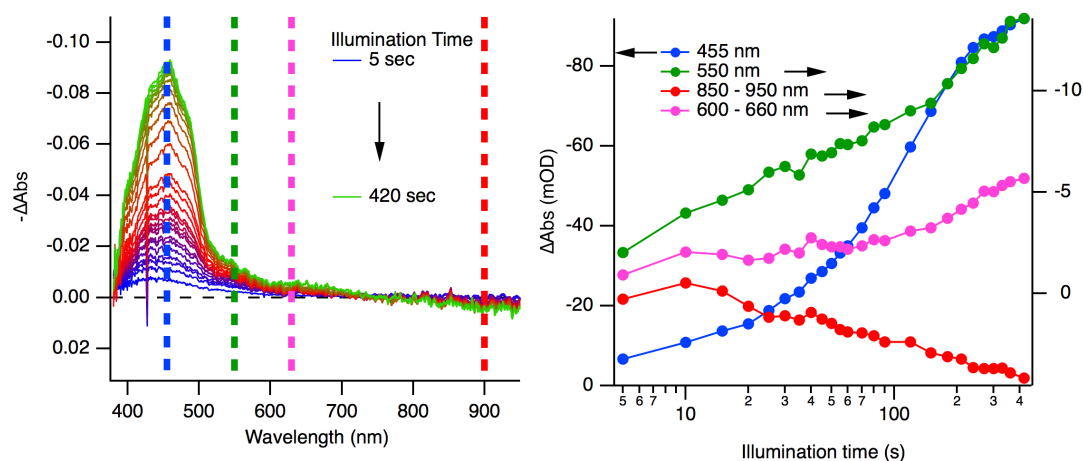 -0.10
-0.08
-0.06
-0.04
-0.02
0.00
0.02
-ΔAbs
Illumination Time
5 sec
420 sec
400
500
600
700
800
900
Wavelength (nm)
-80
-60
-40
-20
0
ΔAbs (mOD)
455 nm
550 nm
850 - 950 nm
600 - 660 nm
-10
-5
0
5 6 7 10 2 3 4 5 6 7 100 2 3 4
Illumination time (s)